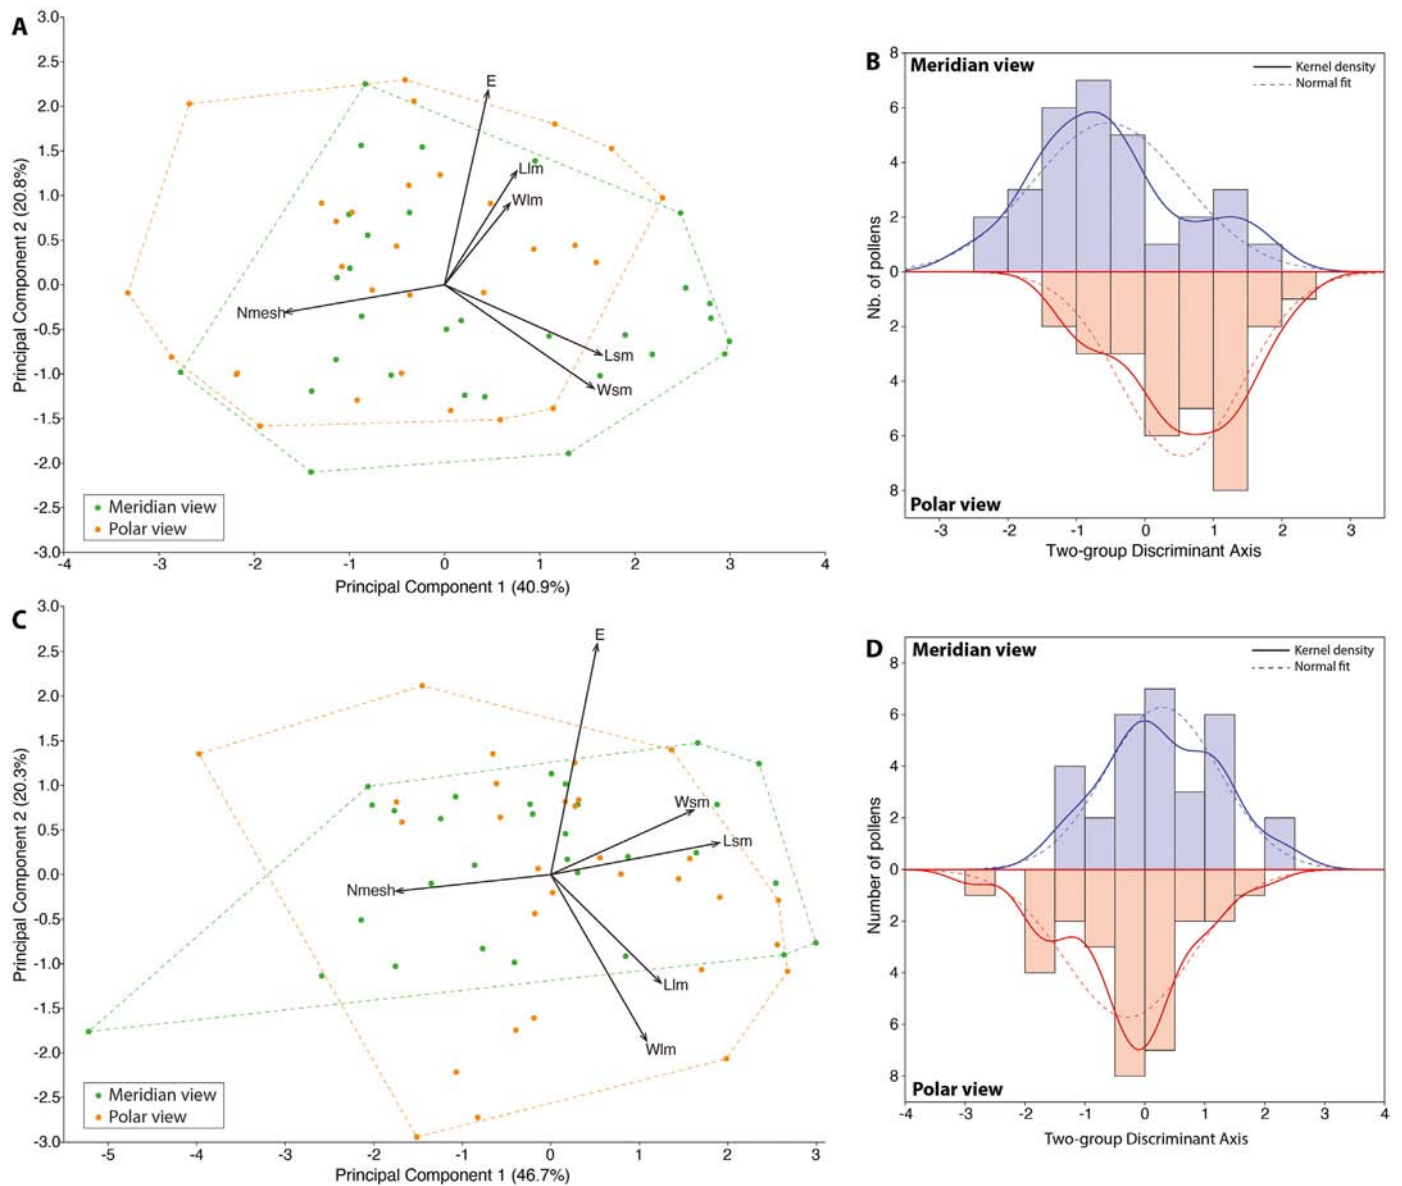 A
3.0
2.5
2.0
1.5
1.0
0.5
0.0
-0.5
-1.0
-1.5
-2.0
-2.5
-3.0
Principal Component 2 (20.8%)
E
Llm
Wlm
Nmesh
Lsm
Wsm
Meridian view
Polar view
-4 -3 -2 -1 0 1 2 3 4
Principal Component 1 (40.9%)
B
Meridian view
Kernel density
Normal fit
8
6
4
2
0
2
4
6
8
Nb. of pollens
Polar view
-3 -2 -1 0 1 2 3
Two-group Discriminant Axis
C
3.0
2.5
2.0
1.5
1.0
0.5
0.0
-0.5
-1.0
-1.5
-2.0
-2.5
-3.0
Principal Component 2 (20.3%)
E
Wsm
Lsm
Nmesh
Llm
Wlm
Meridian view
Polar view
-5 -4 -3 -2 -1 0 1 2 3
Principal Component 1 (46.7%)
D
Meridian view
Kernel density
Normal fit
8
6
4
2
0
2
4
6
8
Number of pollens
Polar view
-4 -3 -2 -1 0 1 2 3 4
Two-group Discriminant Axis